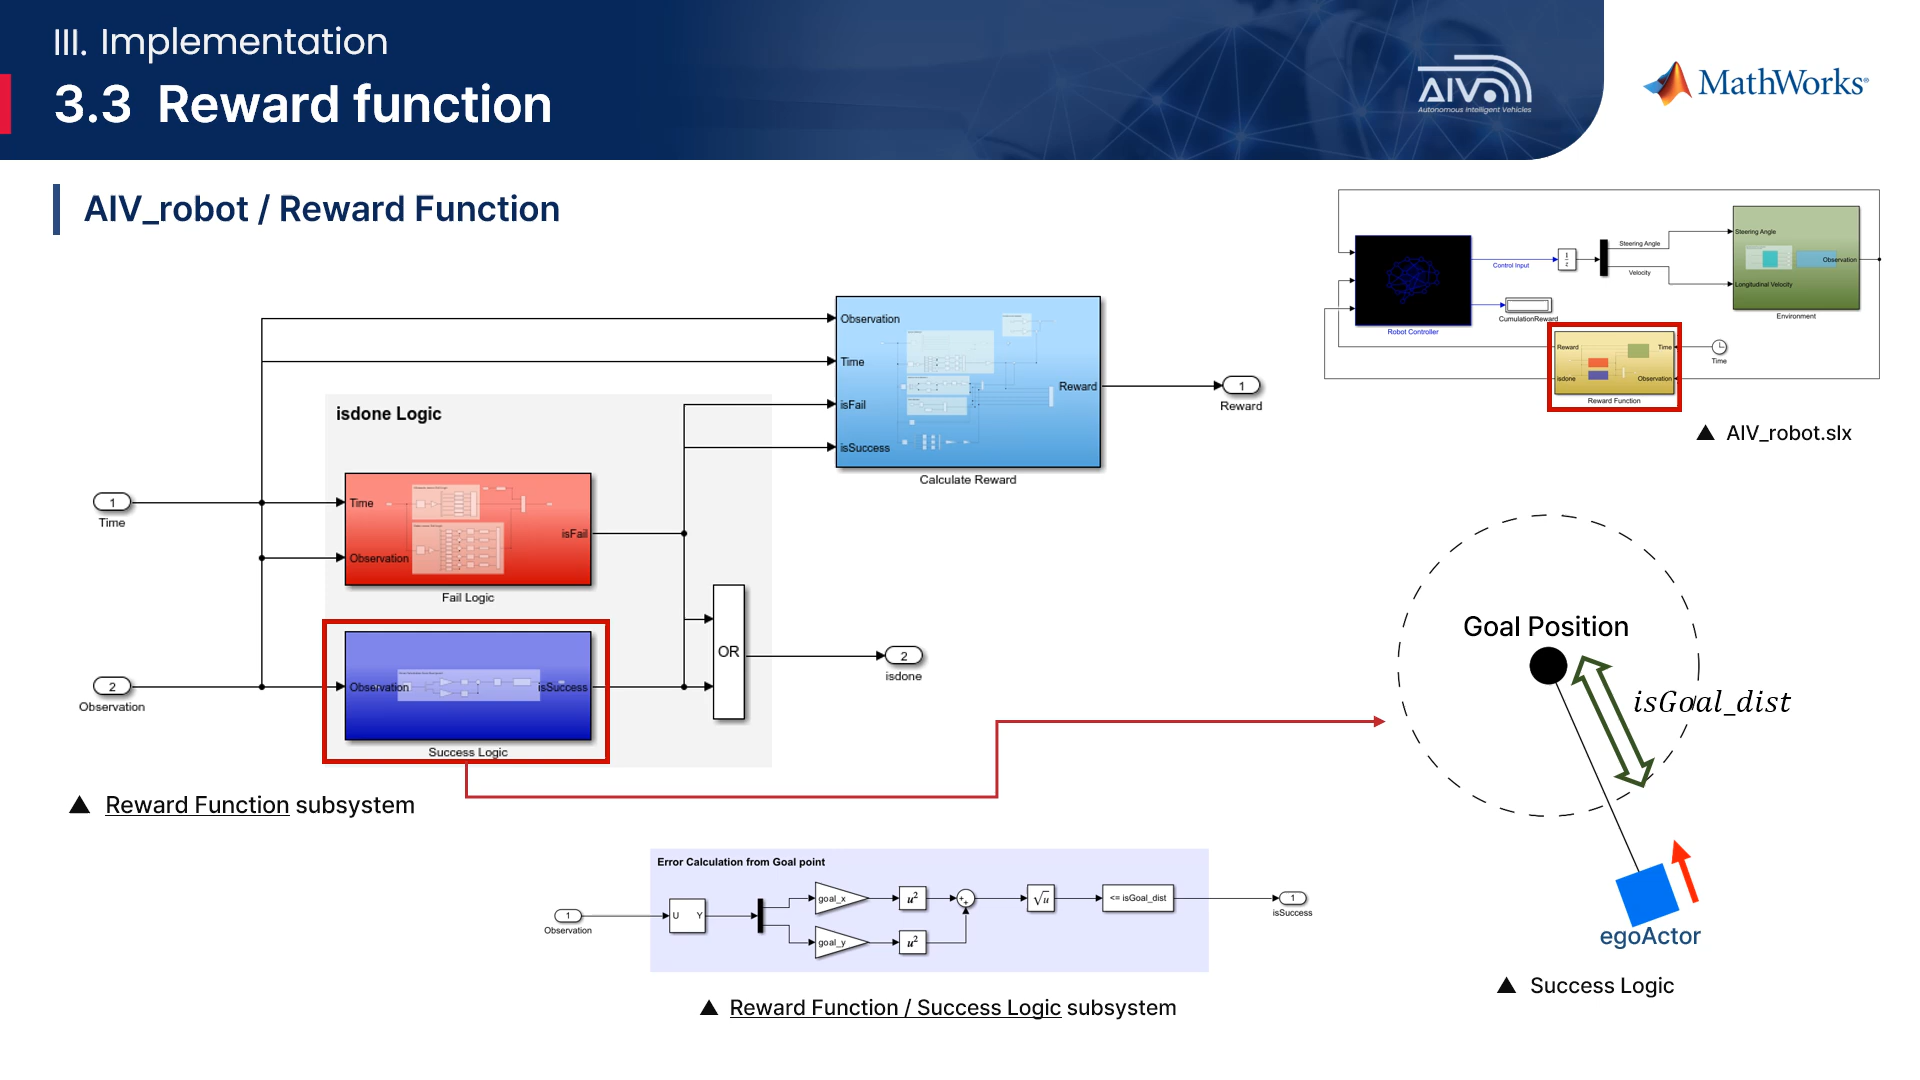 III. Implementation
3.3 Reward function
AIV
Autonomous Intelligent Vehicles
MathWorks®
AIV_robot / Reward Function
Steering Angle
Velocity
Control Input
1
z
CumulationReward
Robot Controller
Steering Angle
Observation
Longitudinal Velocity
Environment
Reward
Time
isdone
Observation
Reward Function
Time
▲ AIV_robot.slx
Observation
Time
isFail
isSuccess
Reward
Calculate Reward
1
Reward
isdone Logic
1
Time
Time
Observation
isFail
Fail Logic
2
Observation
Observation
isSuccess
Success Logic
OR
2
isdone
▲ Reward Function subsystem
Goal Position
isGoal_dist
egoActor
▲ Success Logic
Error Calculation from Goal point
1
Observation
U Y
goal_x
u²
goal_y
u²
++
√u
<= isGoal_dist
1
isSuccess
▲ Reward Function / Success Logic subsystem